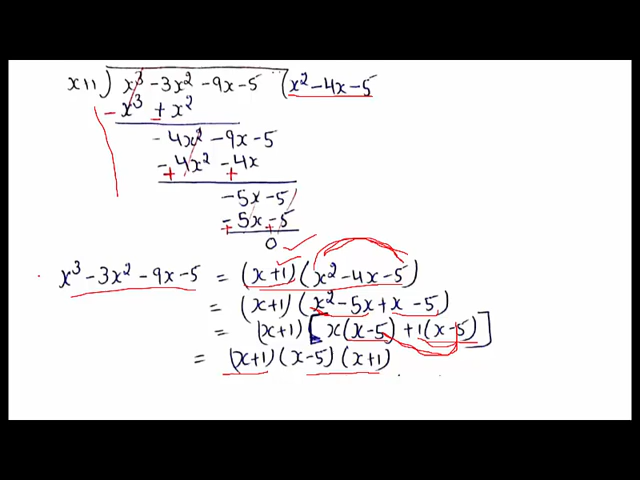 x+1) x³ - 3x² - 9x - 5 (x² - 4x - 5
- x³ + x²
- 4x² - 9x - 5
- 4x² - 4x
+ +
- 5x - 5
- 5x - 5
+ +
0
x³ - 3x² - 9x - 5 = (x+1)(x² - 4x - 5)
= (x+1)(x² - 5x + x - 5)
= (x+1)[x(x-5) + 1(x-5)]
= (x+1)(x-5)(x+1)